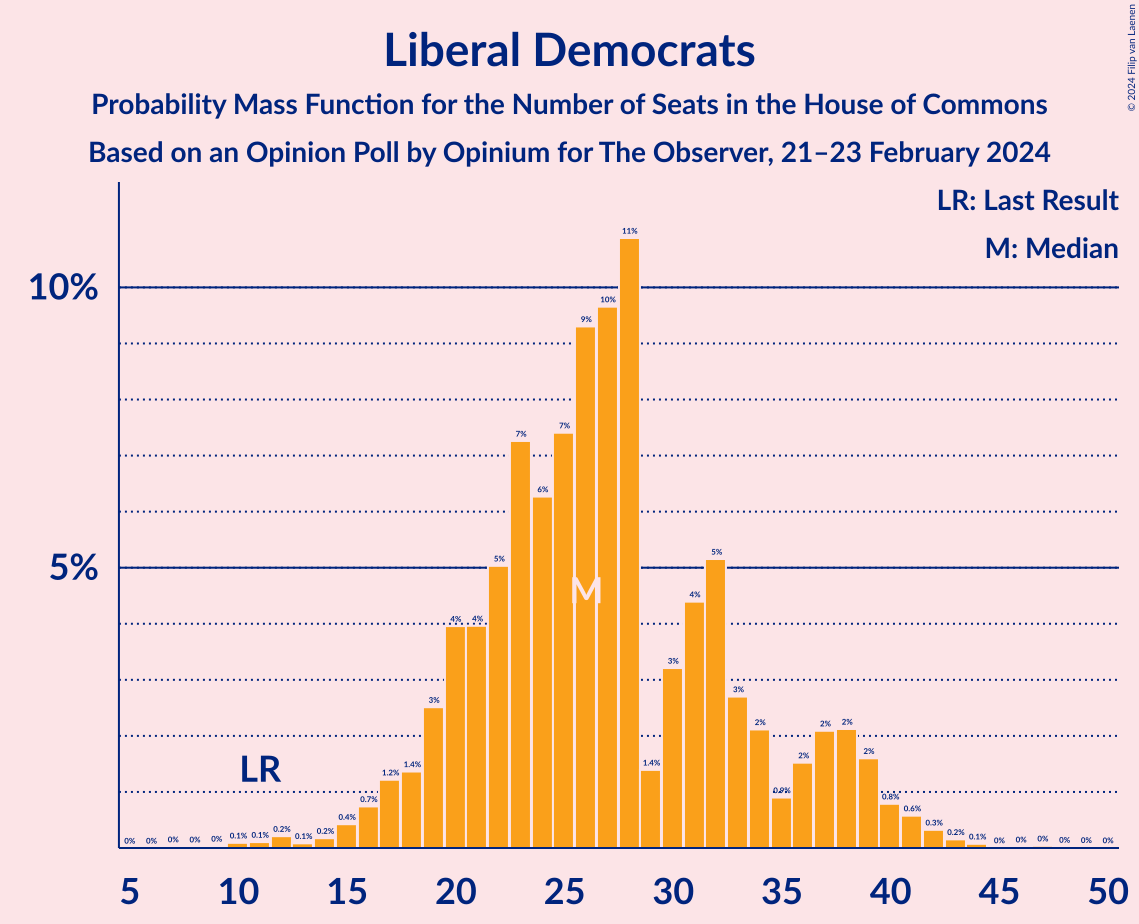 Liberal Democrats
Probability Mass Function for the Number of Seats in the House of Commons
Based on an Opinion Poll by Opinium for The Observer, 21–23 February 2024
© 2024 Filip van Laenen
LR: Last Result
M: Median
10%
5%
0% 0% 0% 0% 0% 0.1% 0.1% 0.2% 0.1% 0.2% 0.4% 0.7% 1.2% 1.4% 3% 4% 4% 5% 7% 6% 7% 9% 10% 11% 1.4% 3% 4% 5% 3% 2% 0.9% 2% 2% 2% 2% 0.8% 0.6% 0.3% 0.2% 0.1% 0% 0% 0% 0% 0% 0%
M
LR
5 10 15 20 25 30 35 40 45 50